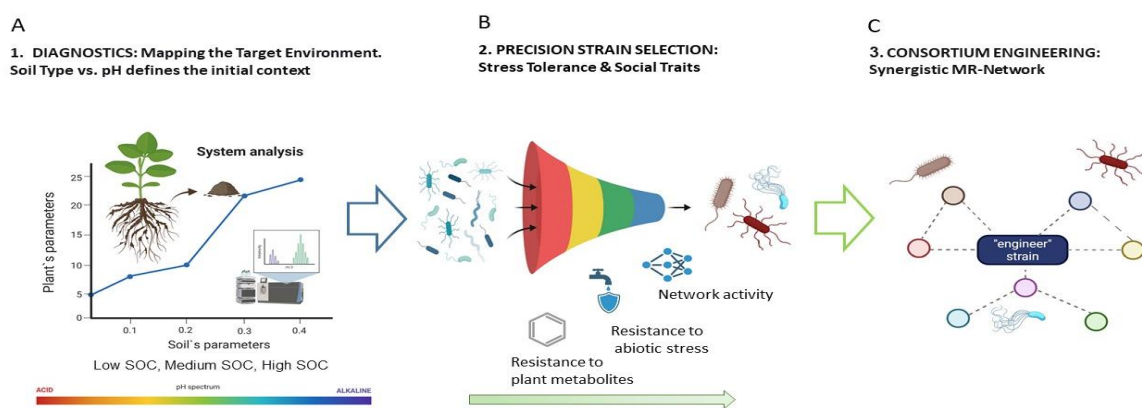 A
1. DIAGNOSTICS: Mapping the Target Environment.
Soil Type vs. pH defines the initial context
System analysis
Plant's parameters
25
20
15
10
5
0
0.1
0.2
0.3
0.4
Soil`s parameters
Low SOC, Medium SOC, High SOC
ACID
pH spectrum
ALKALINE
B
2. PRECISION STRAIN SELECTION:
Stress Tolerance & Social Traits
Network activity
Resistance to
abiotic stress
Resistance to
plant metabolites
C
3. CONSORTIUM ENGINEERING:
Synergistic MR-Network
"engineer"
strain